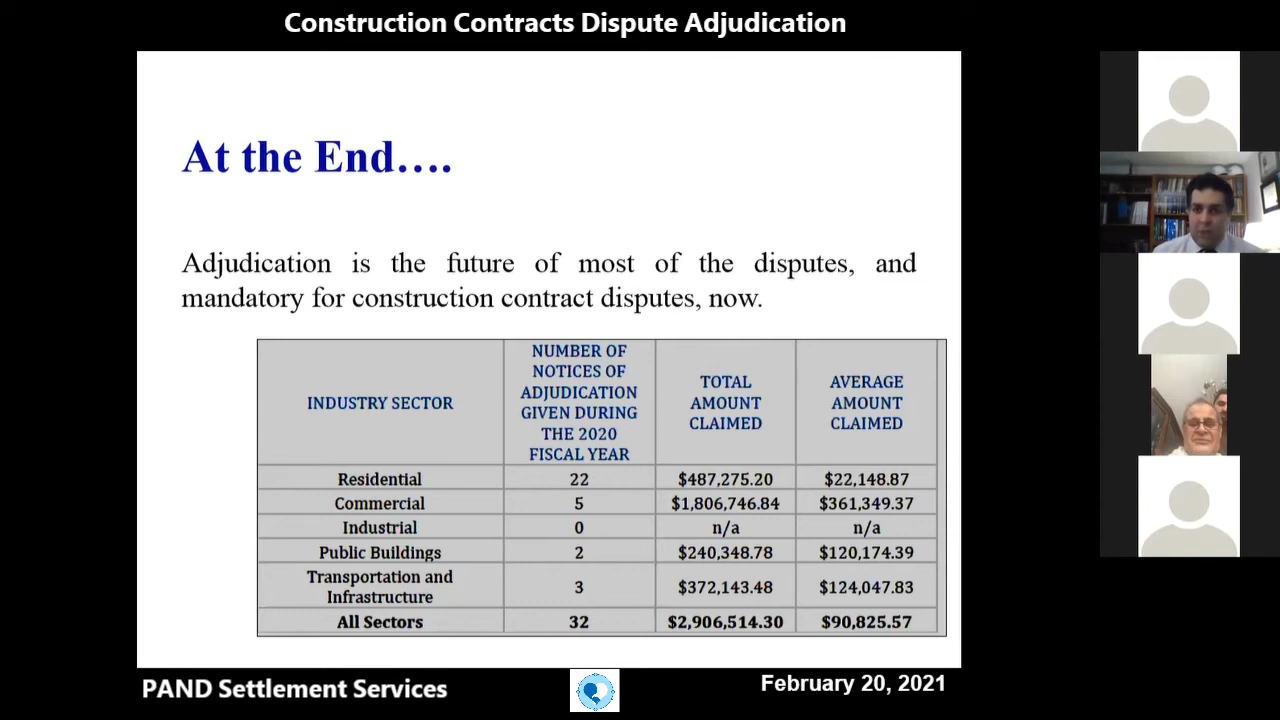 Construction Contracts Dispute Adjudication
At the End….
Adjudication is the future of most of the disputes, and
mandatory for construction contract disputes, now.
INDUSTRY SECTOR
NUMBER OF
NOTICES OF
ADJUDICATION
GIVEN DURING
THE 2020
FISCAL YEAR
TOTAL
AMOUNT
CLAIMED
AVERAGE
AMOUNT
CLAIMED
Residential 22 $487,275.20 $22,148.87
Commercial 5 $1,806,746.84 $361,349.37
Industrial 0 n/a n/a
Public Buildings 2 $240,348.78 $120,174.39
Transportation and
Infrastructure 3 $372,143.48 $124,047.83
All Sectors 32 $2,906,514.30 $90,825.57
PAND Settlement Services
February 20, 2021